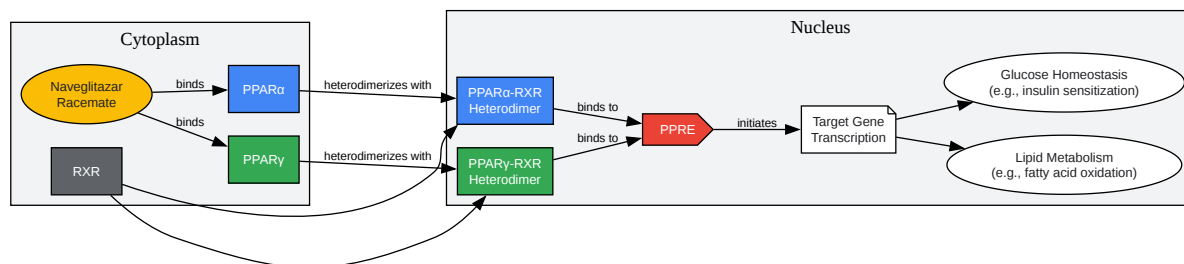 Cytoplasm
Nucleus
Naveglitazar
Racemate
binds
binds
PPARα
PPARγ
RXR
heterodimerizes with
heterodimerizes with
PPARα-RXR
Heterodimer
PPARγ-RXR
Heterodimer
binds to
binds to
PPRE
initiates
Target Gene
Transcription
Glucose Homeostasis
(e.g., insulin sensitization)
Lipid Metabolism
(e.g., fatty acid oxidation)